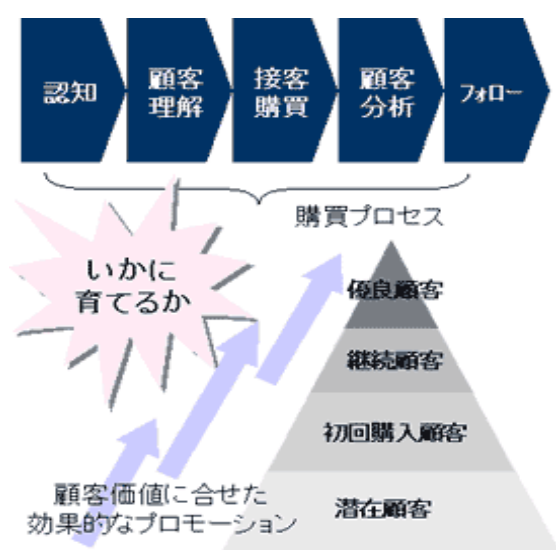 認知
顧客
理解
接客
購買
顧客
分析
フォロー
購買プロセス
いかに
育てるか
優良顧客
継続顧客
初回購入顧客
潜在顧客
顧客価値に合せた
効果的なプロモーション